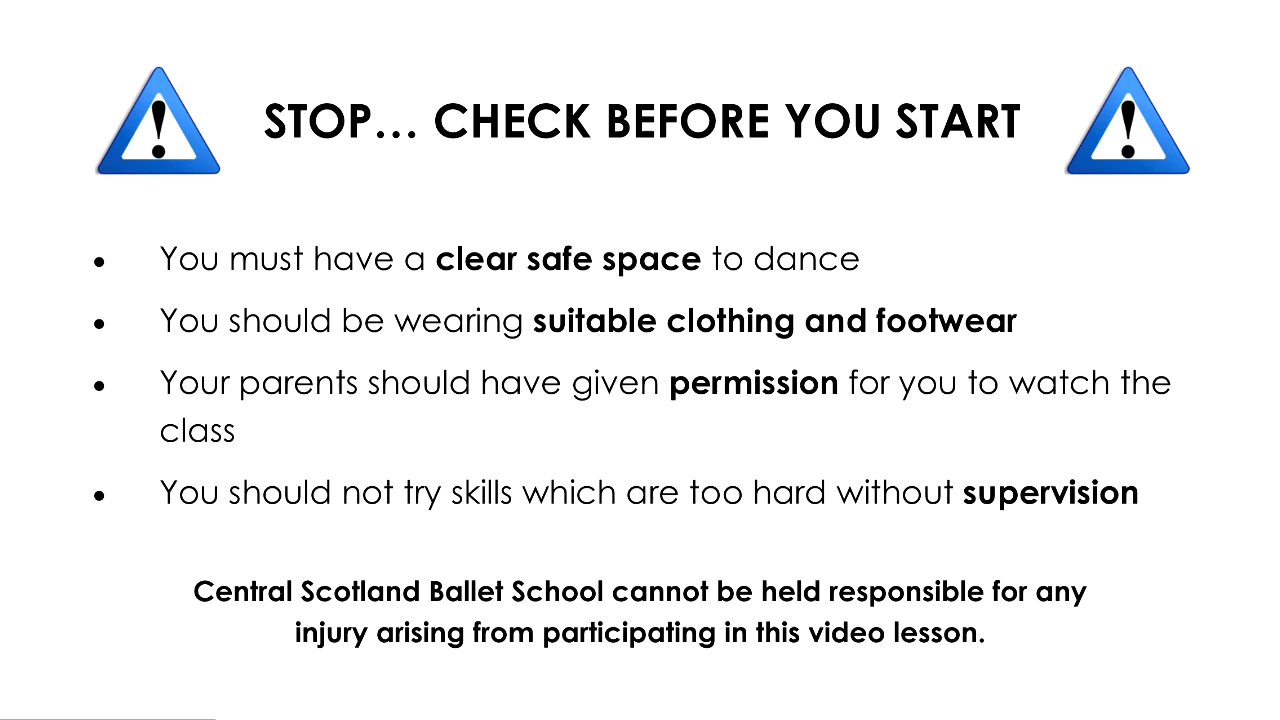 STOP... CHECK BEFORE YOU START
• You must have a clear safe space to dance
• You should be wearing suitable clothing and footwear
• Your parents should have given permission for you to watch the
class
• You should not try skills which are too hard without supervision
Central Scotland Ballet School cannot be held responsible for any
injury arising from participating in this video lesson.